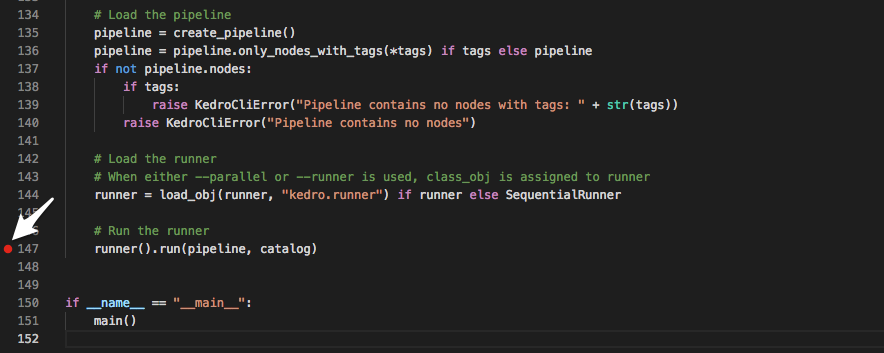 134 # Load the pipeline
135 pipeline = create_pipeline()
136 pipeline = pipeline.only_nodes_with_tags(*tags) if tags else pipeline
137 if not pipeline.nodes:
138 if tags:
139 raise KedroCliError("Pipeline contains no nodes with tags: " + str(tags))
140 raise KedroCliError("Pipeline contains no nodes")
141
142 # Load the runner
143 # When either --parallel or --runner is used, class_obj is assigned to runner
144 runner = load_obj(runner, "kedro.runner") if runner else SequentialRunner
# Run the runner
147 runner().run(pipeline, catalog)
148
149
150 if __name__ == "__main__":
151 main()
152